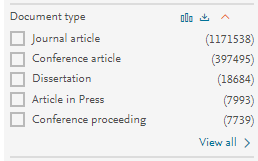 Document type
Journal article (1171538)
Conference article (397495)
Dissertation (18684)
Article in Press (7993)
Conference proceeding (7739)
View all